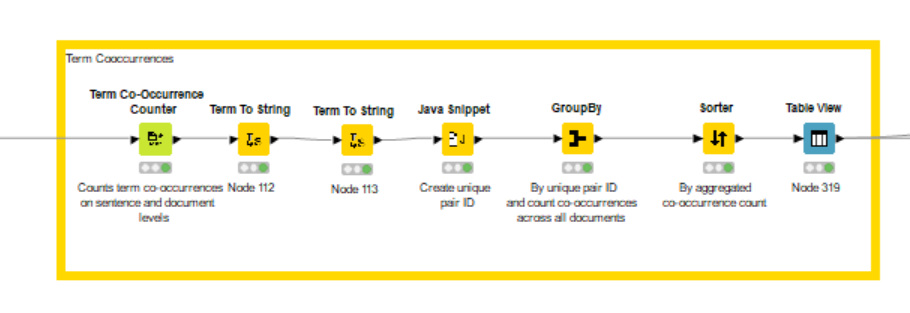 Term Cooccurrences
Term Co-Occurrence
Counter
Term To String
Term To String
Java Snippet
GroupBy
Sorter
Table View
Counts term co-occurrences
on sentence and document
levels
Node 112
Node 113
Create unique
pair ID
By unique pair ID
and count co-occurrences
across all documents
By aggregated
co-occurrence count
Node 319